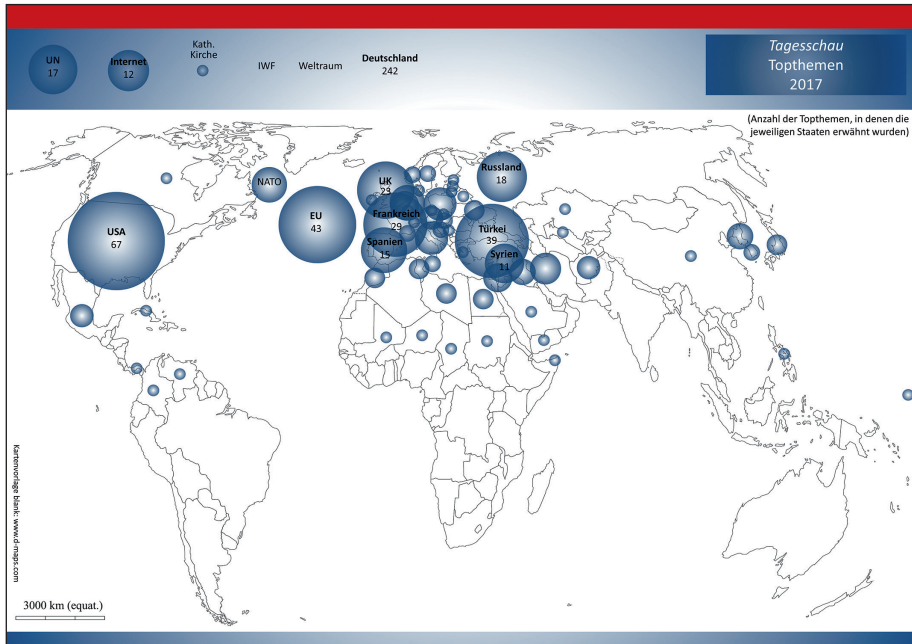 UN
17
Internet
12
Kath.
Kirche
IWF
Weltraum
Deutschland
242
Tagesschau
Topthemen
2017
(Anzahl der Topthemen, in denen die
jeweiligen Staaten erwähnt wurden)
NATO
UK
23
Russland
18
EU
43
Frankreich
29
USA
67
Türkei
39
Spanien
15
Syrien
11
Kartenvorlage blank: www.d-maps.com
3000 km (equat.)